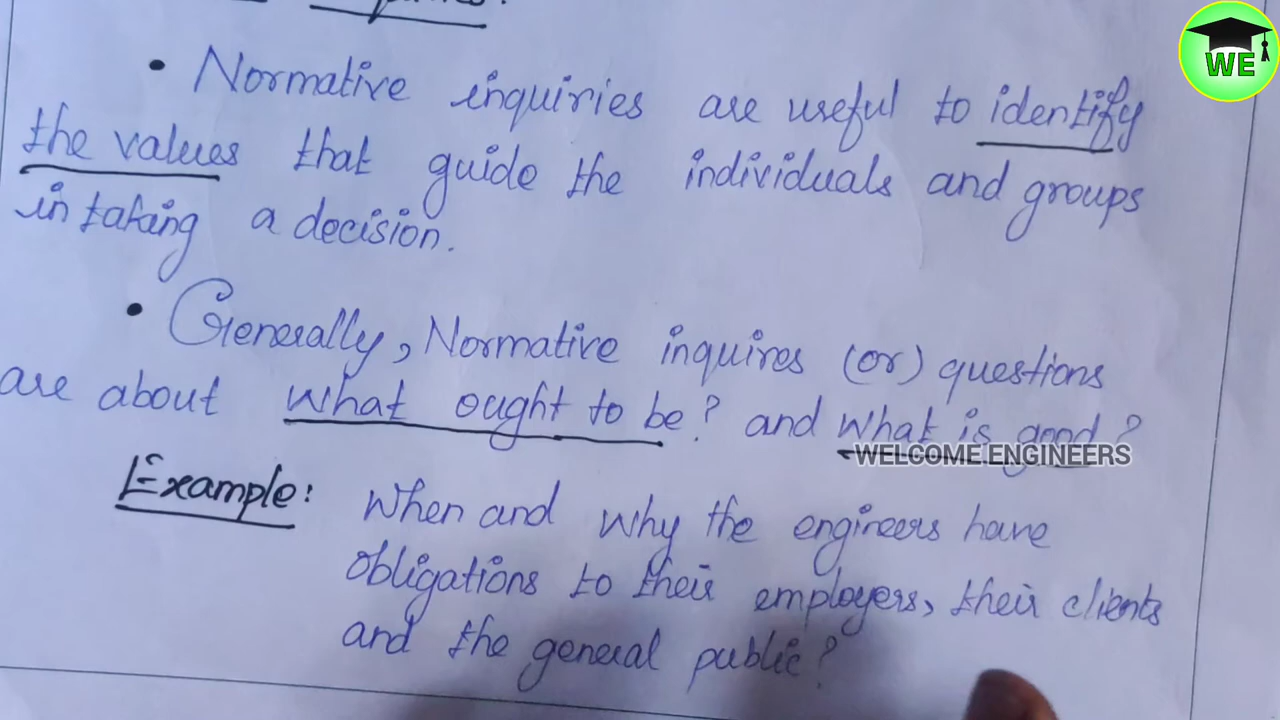 • Normative inquiries are useful to identify
the values that guide the individuals and groups
in taking a decision.
• Generally, Normative inquires (or) questions
are about what ought to be? and what is good?
WELCOME ENGINEERS
Example: When and why the engineers have
obligations to their employers, their clients
and the general public?
WE